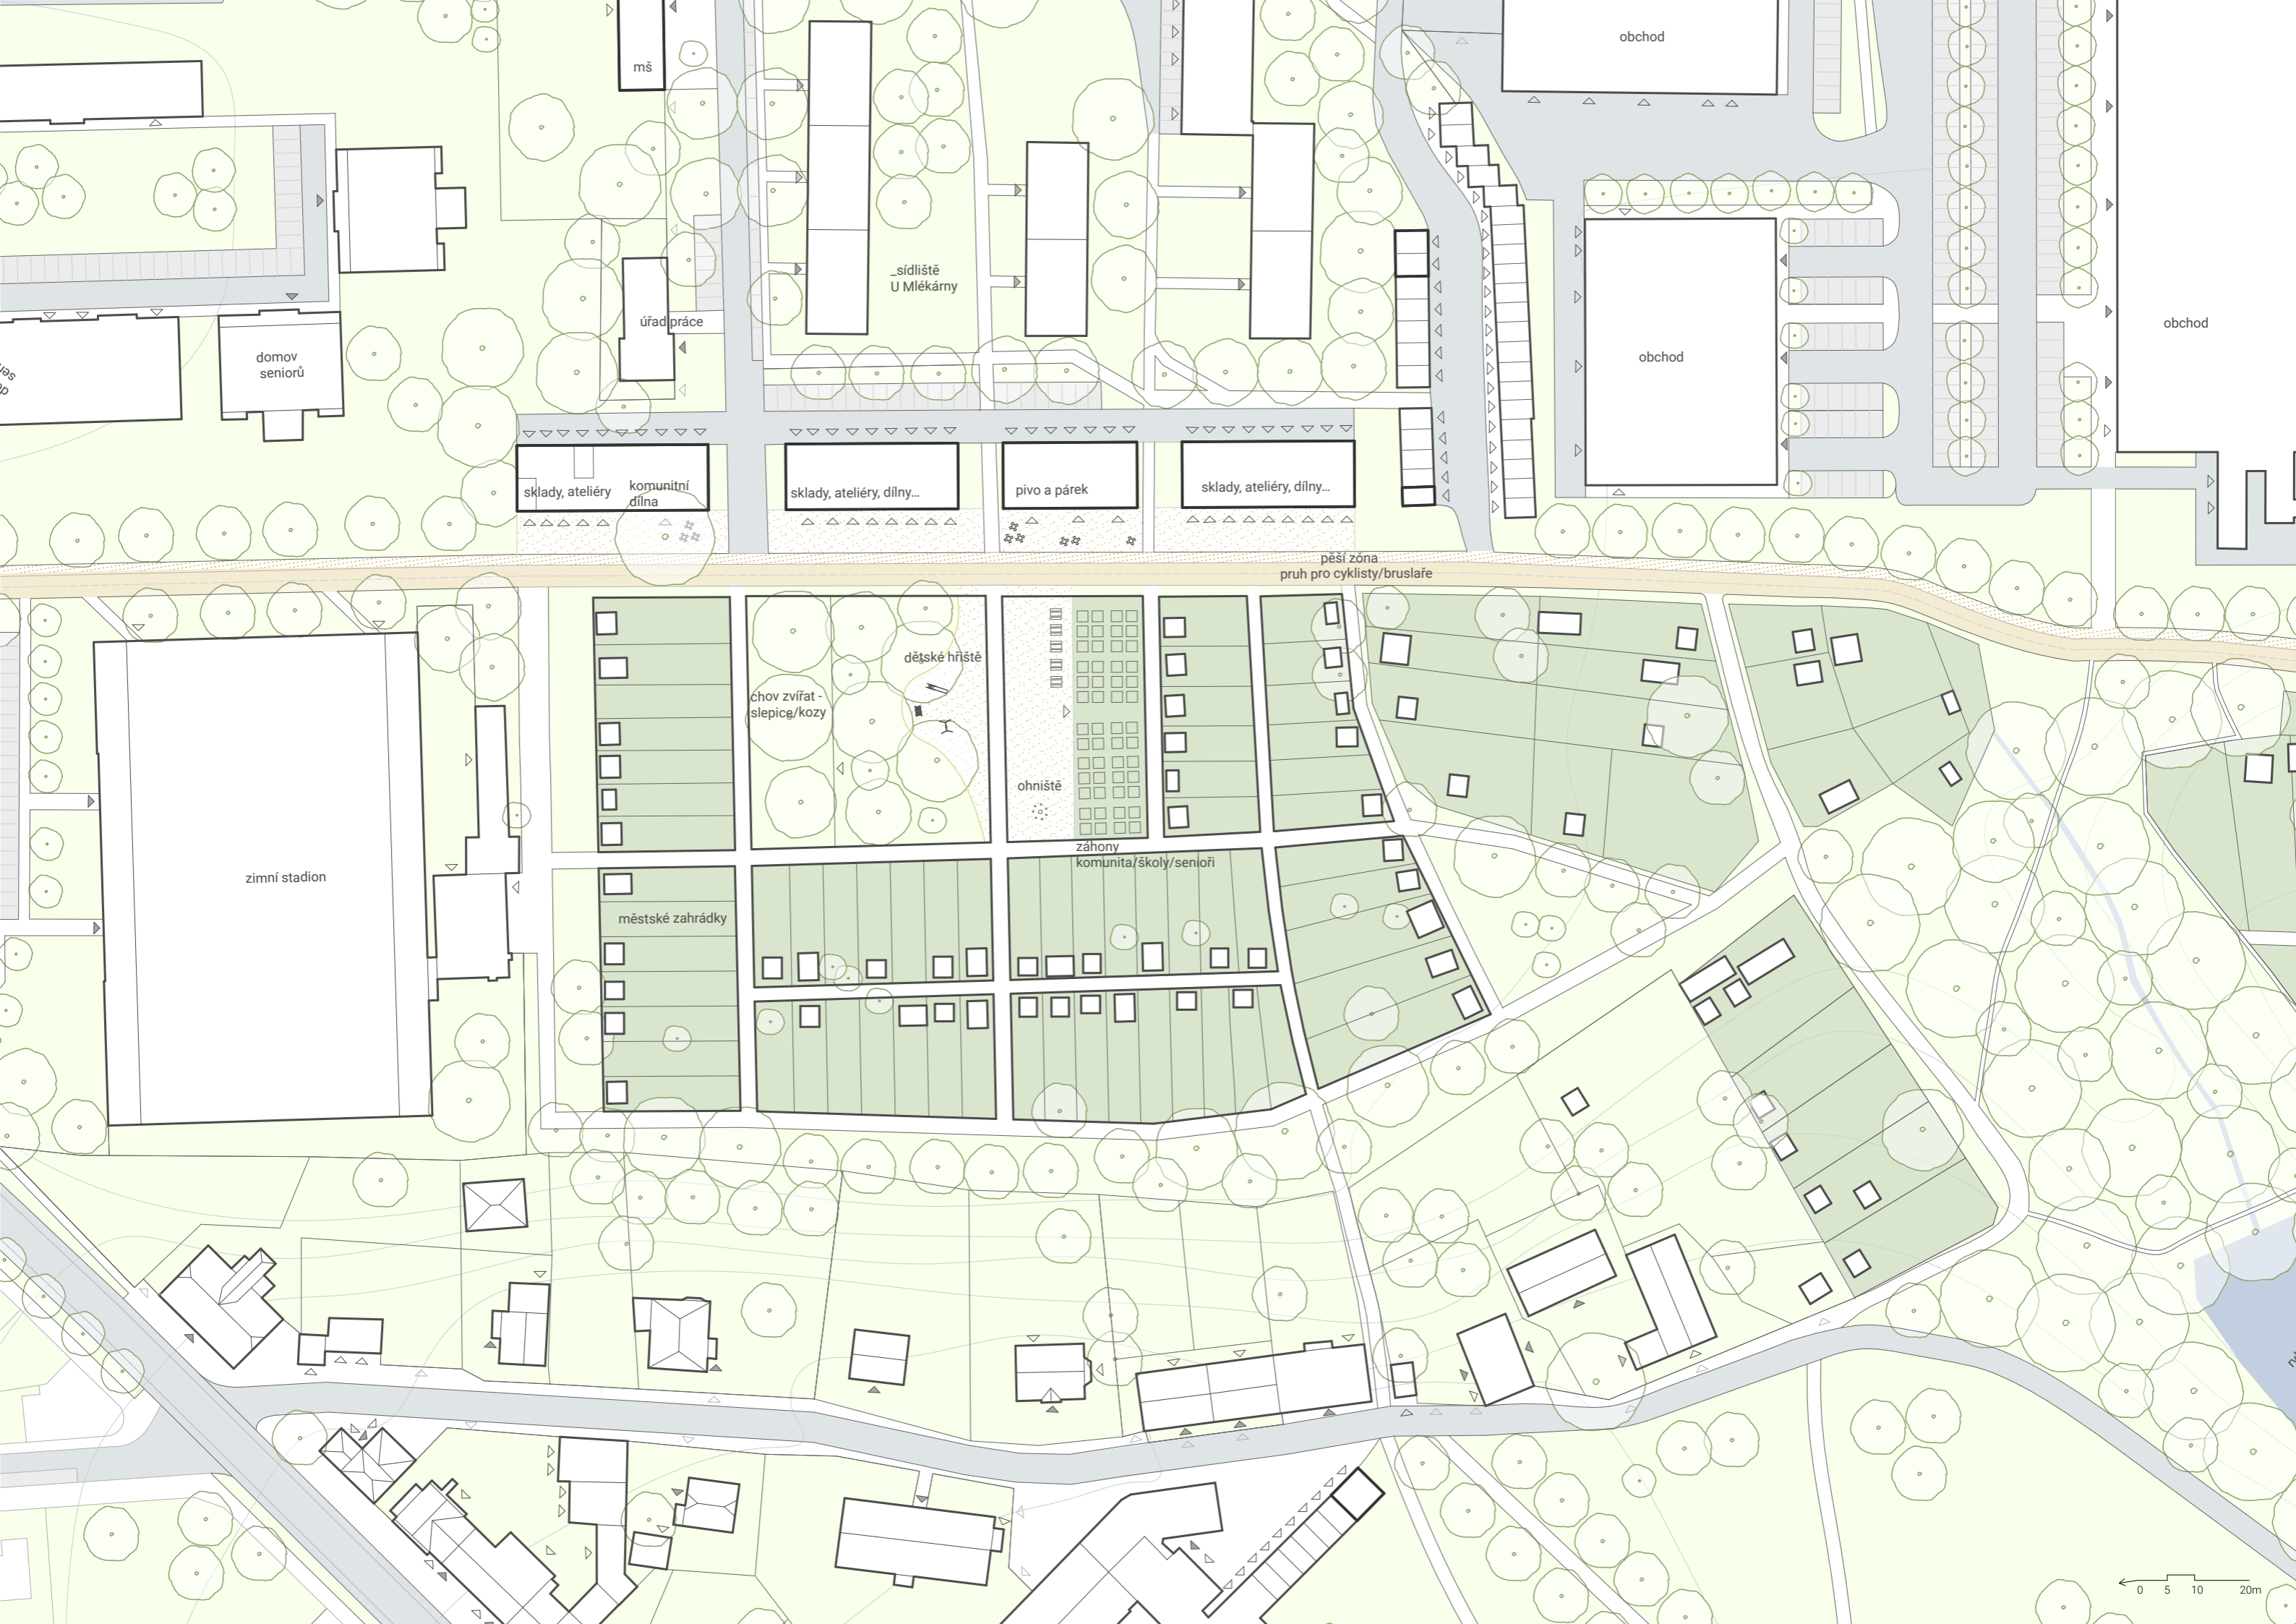 obchod
mš
_sídliště
U Mlékárny
úřad práce
obchod
domov
seniorů
obchod
sklady, ateliéry
komunitní
dílna
sklady, ateliéry, dílny...
pivo a párek
sklady, ateliéry, dílny...
pěší zóna
pruh pro cyklisty/bruslaře
dětské hřiště
chov zvířat -
slepice/kozy
ohniště
záhony
komunita/školy/senioři
zimní stadion
městské zahrádky
0 5 10 20m